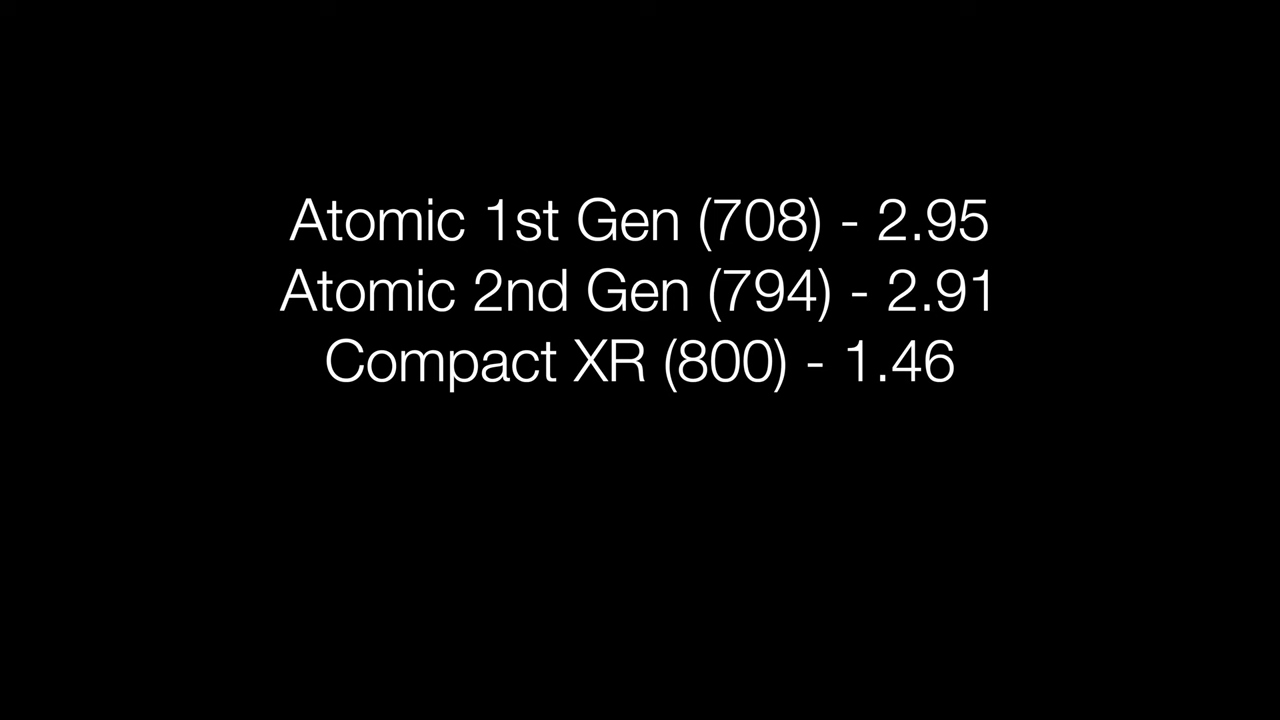 Atomic 1st Gen (708) - 2.95
Atomic 2nd Gen (794) - 2.91
Compact XR (800) - 1.46